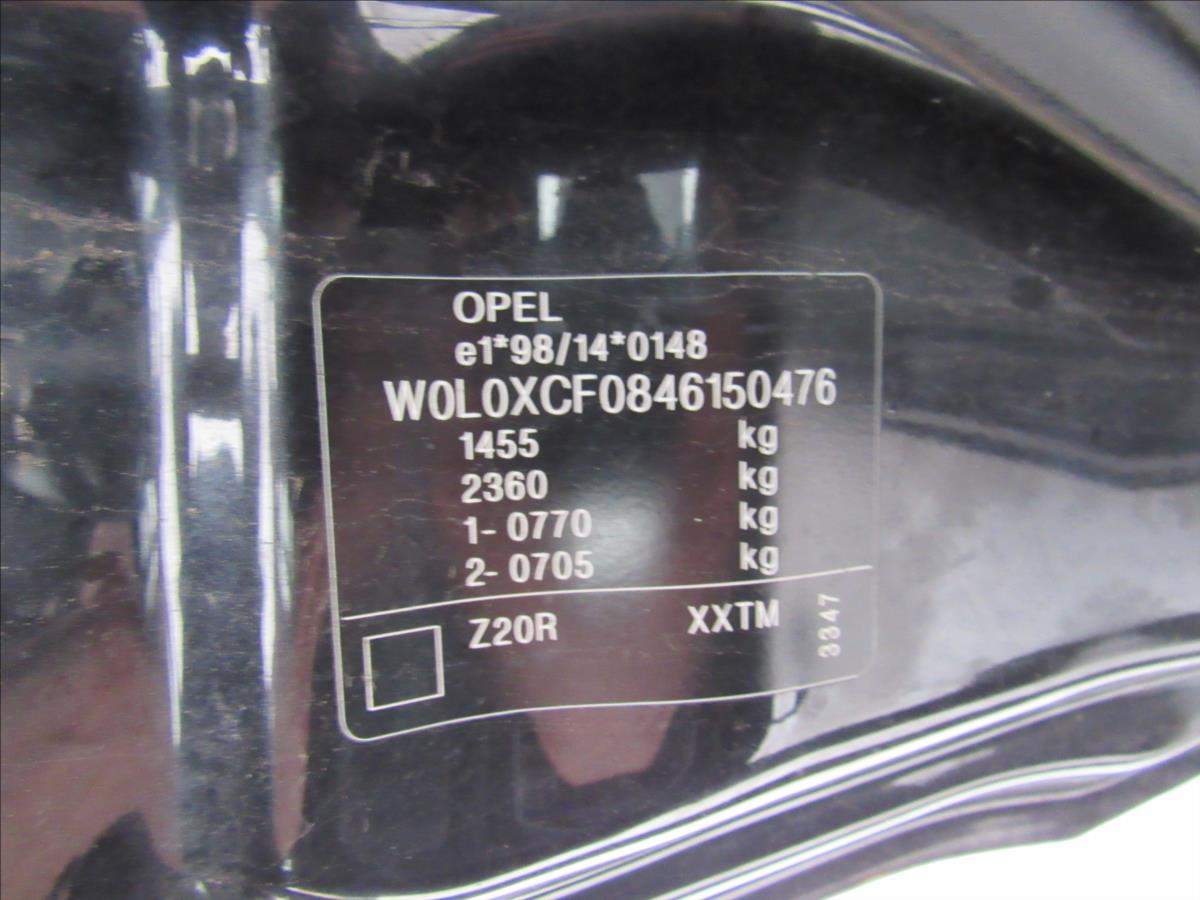 OPEL
e1*98/14*0148
W0L0XCF0846150476
1455 kg
2360 kg
1- 0770 kg
2- 0705 kg
Z20R XXTM
3347